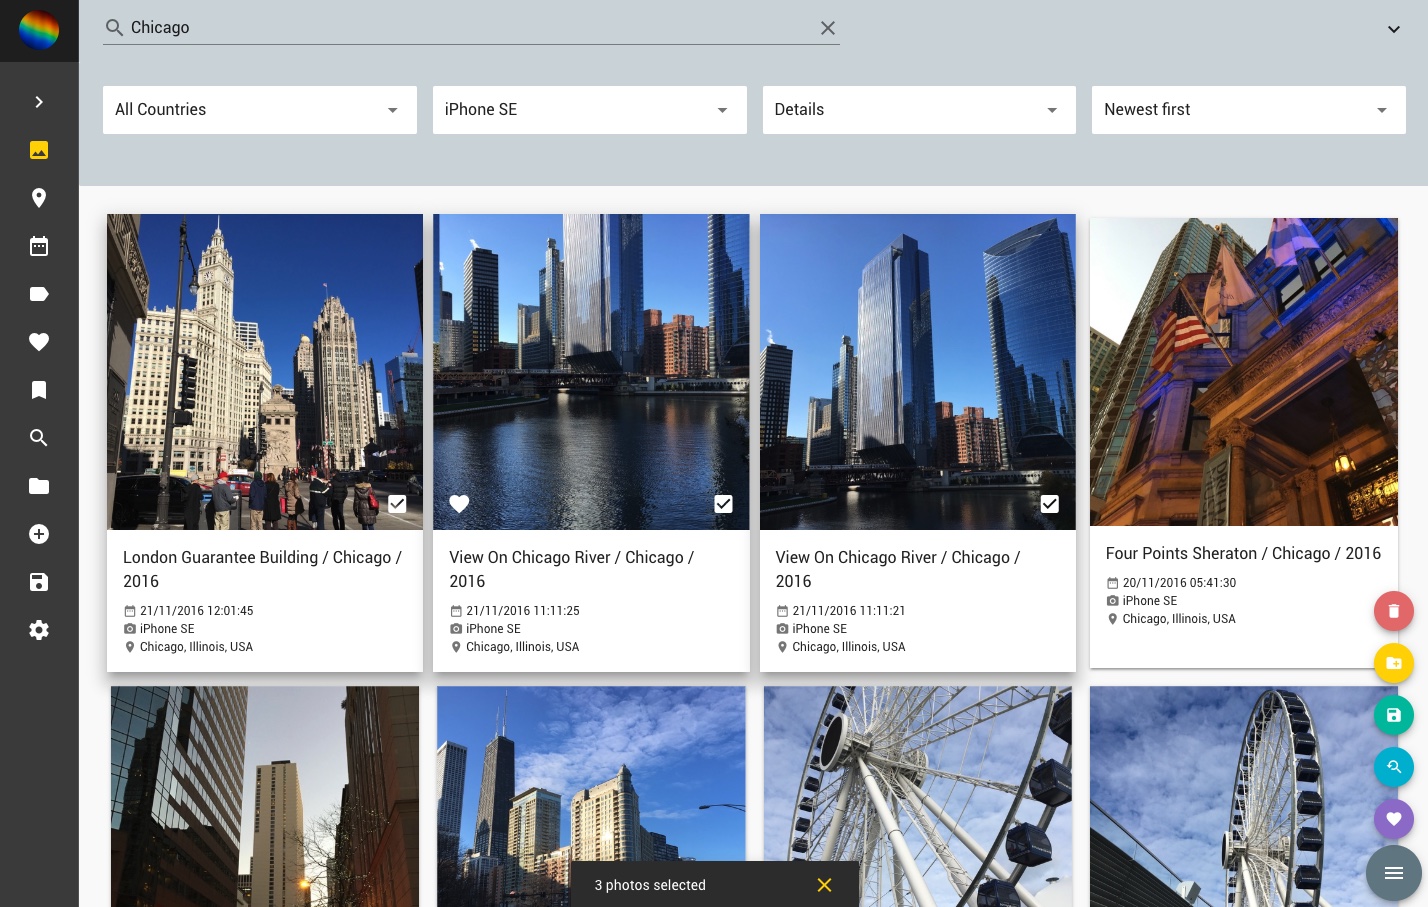 Chicago
All Countries
iPhone SE
Details
Newest first
London Guarantee Building / Chicago /
2016
21/11/2016 12:01:45
iPhone SE
Chicago, Illinois, USA
View On Chicago River / Chicago /
2016
21/11/2016 11:11:25
iPhone SE
Chicago, Illinois, USA
View On Chicago River / Chicago /
2016
21/11/2016 11:11:21
iPhone SE
Chicago, Illinois, USA
Four Points Sheraton / Chicago / 2016
20/11/2016 05:41:30
iPhone SE
Chicago, Illinois, USA
3 photos selected